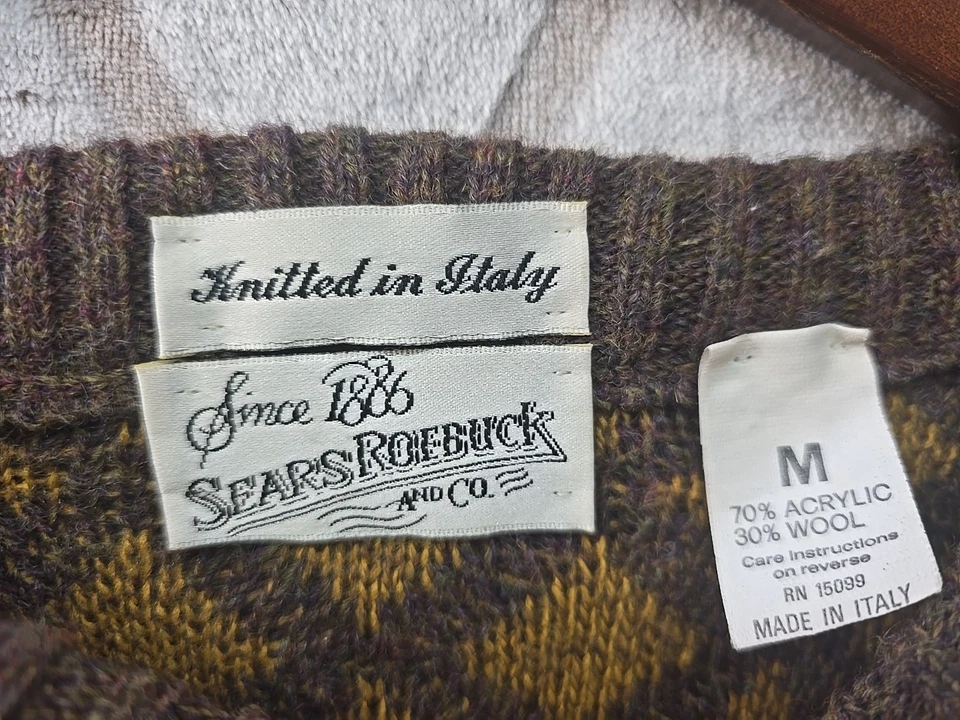 Knitted in Italy
Since 1886
SEARS ROEBUCK
AND CO.
M
70% ACRYLIC
30% WOOL
Care Instructions
on reverse
RN 15099
MADE IN ITALY